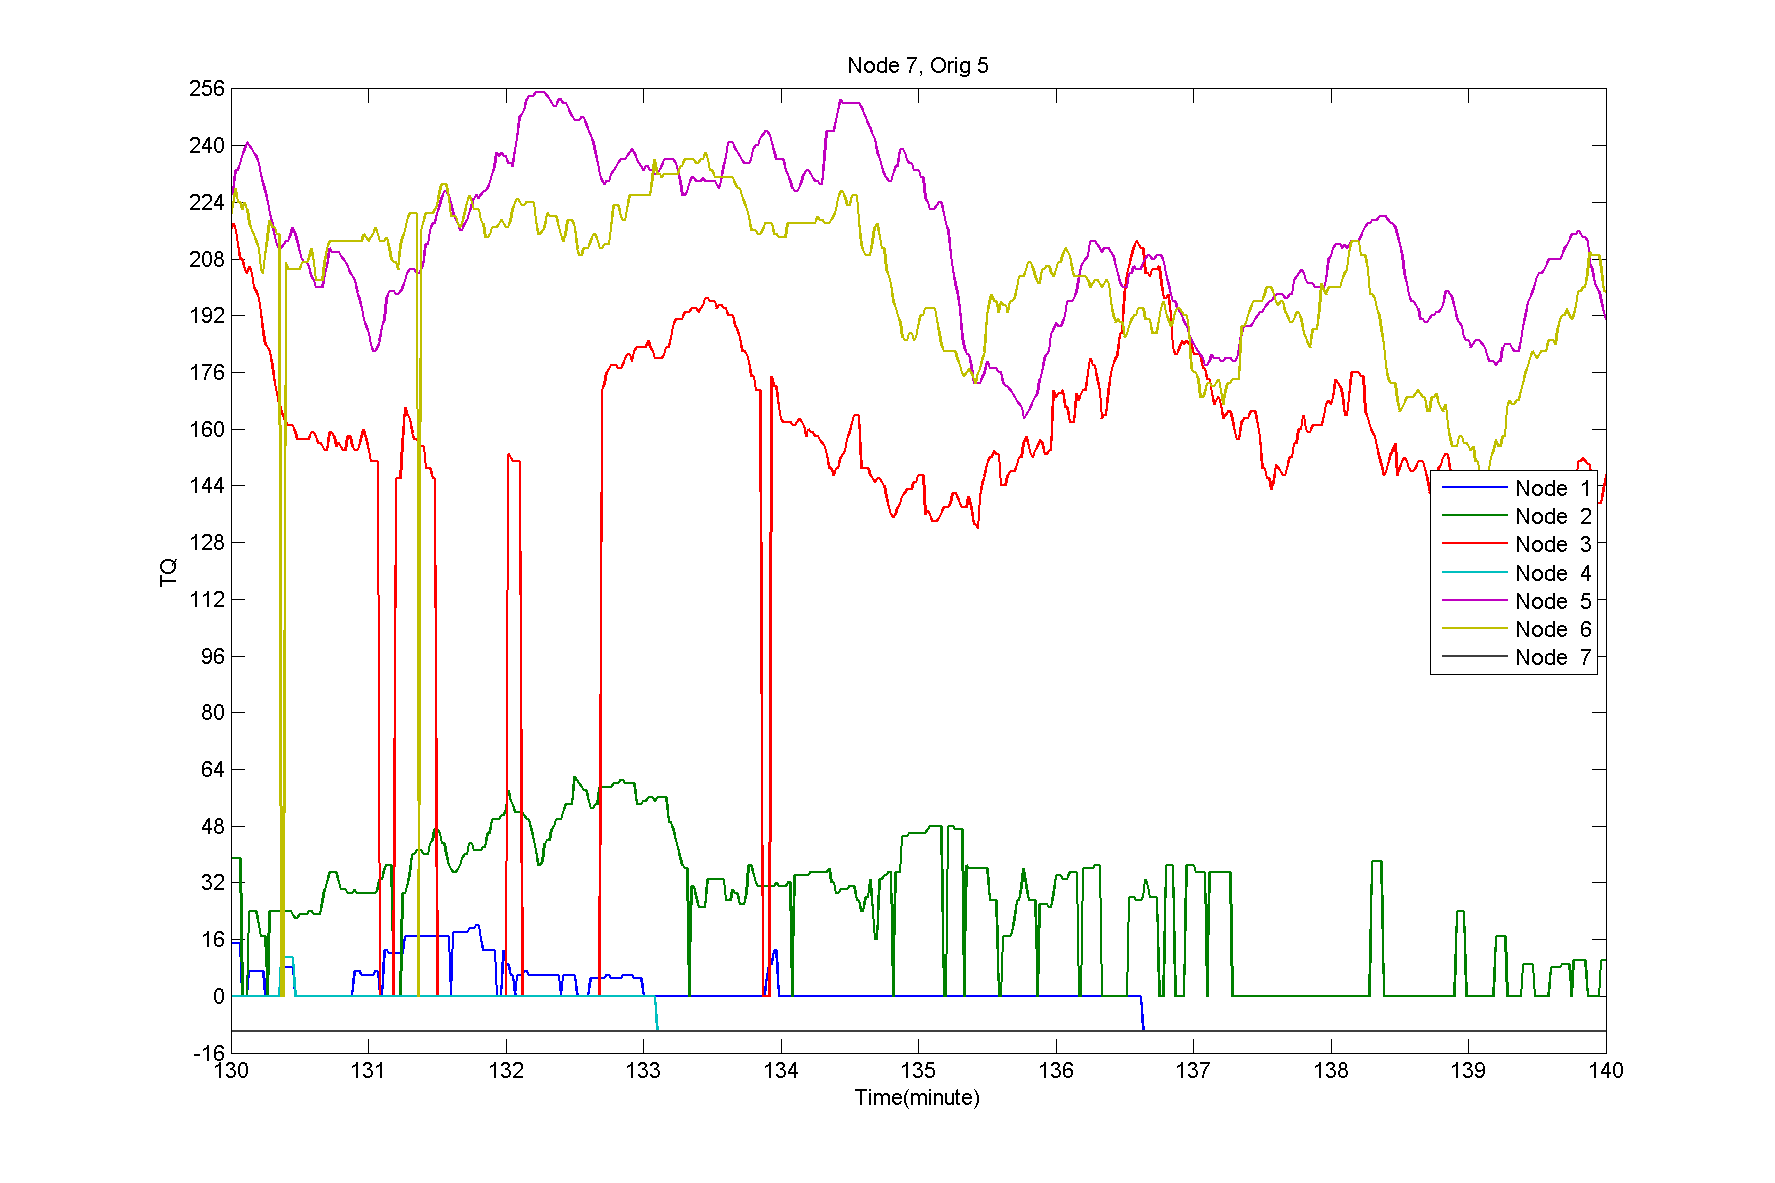 Node 7, Orig 5
256
240
224
208
192
176
160
144
128
112
96
80
64
48
32
16
0
-16
TQ
130 131 132 133 134 135 136 137 138 139 140
Time(minute)
Node 1
Node 2
Node 3
Node 4
Node 5
Node 6
Node 7